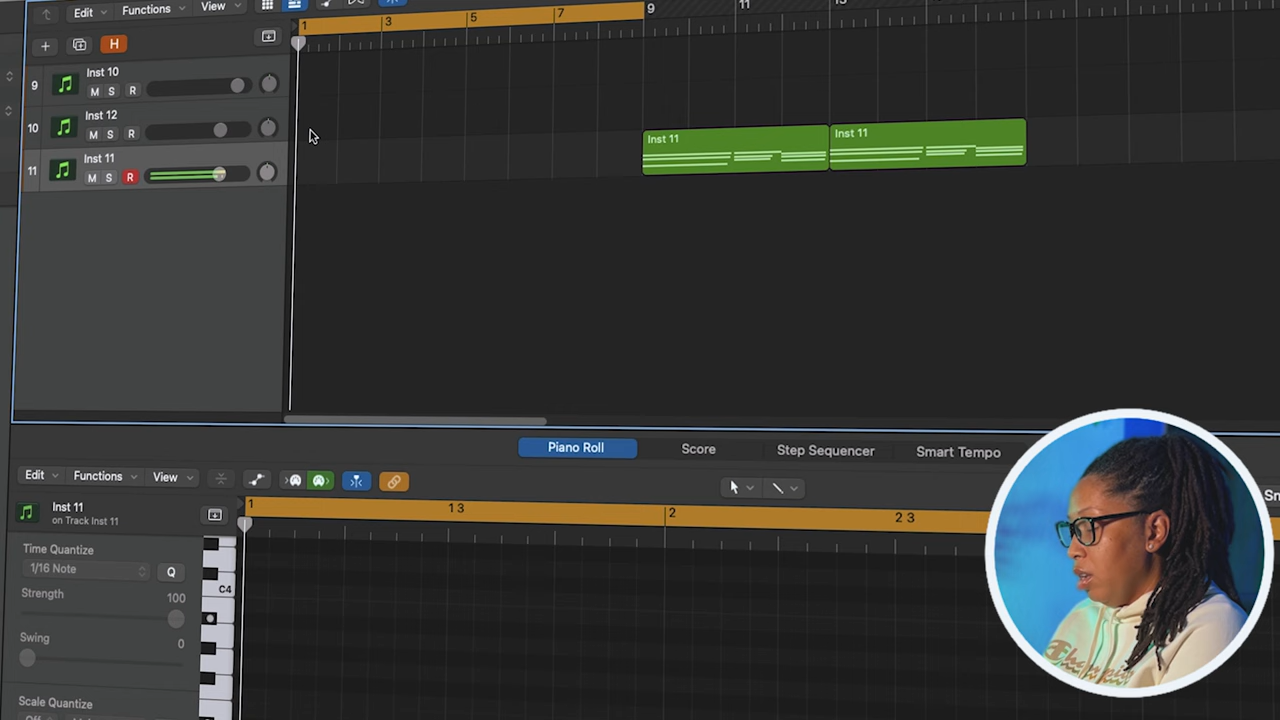 Edit Functions View
1 3 5 7 9 11
H
9 Inst 10
M S R
10 Inst 12
M S R
11 Inst 11
M S R
Inst 11 Inst 11
Piano Roll Score Step Sequencer Smart Tempo
Edit Functions View
Inst 11
on Track Inst 11
1 1 3 2 2 3
Time Quantize
1/16 Note Q
C4
Strength 100
Swing 0
Scale Quantize
Champion